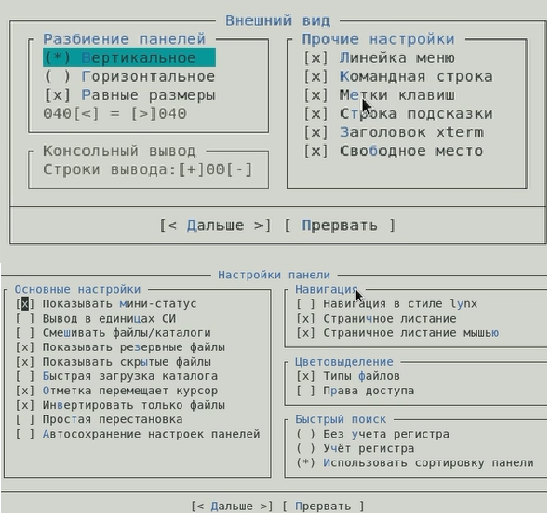 Внешний вид
Разбиение панелей
(*) Вертикальное
( ) Горизонтальное
[x] Равные размеры
040[<] = [>]040
Консольный вывод
Строки вывода:[+]00[-]
Прочие настройки
[x] Линейка меню
[x] Командная строка
[x] Метки клавиш
[x] Строка подсказки
[x] Заголовок xterm
[x] Свободное место
[< Дальше >] [ Прервать ]
Настройки панели
Основные настройки
[x] Показывать мини-статус
[ ] Вывод в единицах СИ
[ ] Смешивать файлы/каталоги
[x] Показывать резервные файлы
[x] Показывать скрытые файлы
[ ] Быстрая загрузка каталога
[x] Отметка перемещает курсор
[x] Инвертировать только файлы
[ ] Простая перестановка
[ ] Автосохранение настроек панелей
Навигация
[ ] Навигация в стиле lynx
[x] Страничное листание
[x] Страничное листание мышью
Цветовыделение
[x] Типы файлов
[ ] Права доступа
Быстрый поиск
( ) Без учета регистра
( ) Учёт регистра
(*) Использовать сортировку панели
[< Дальше >] [ Прервать ]